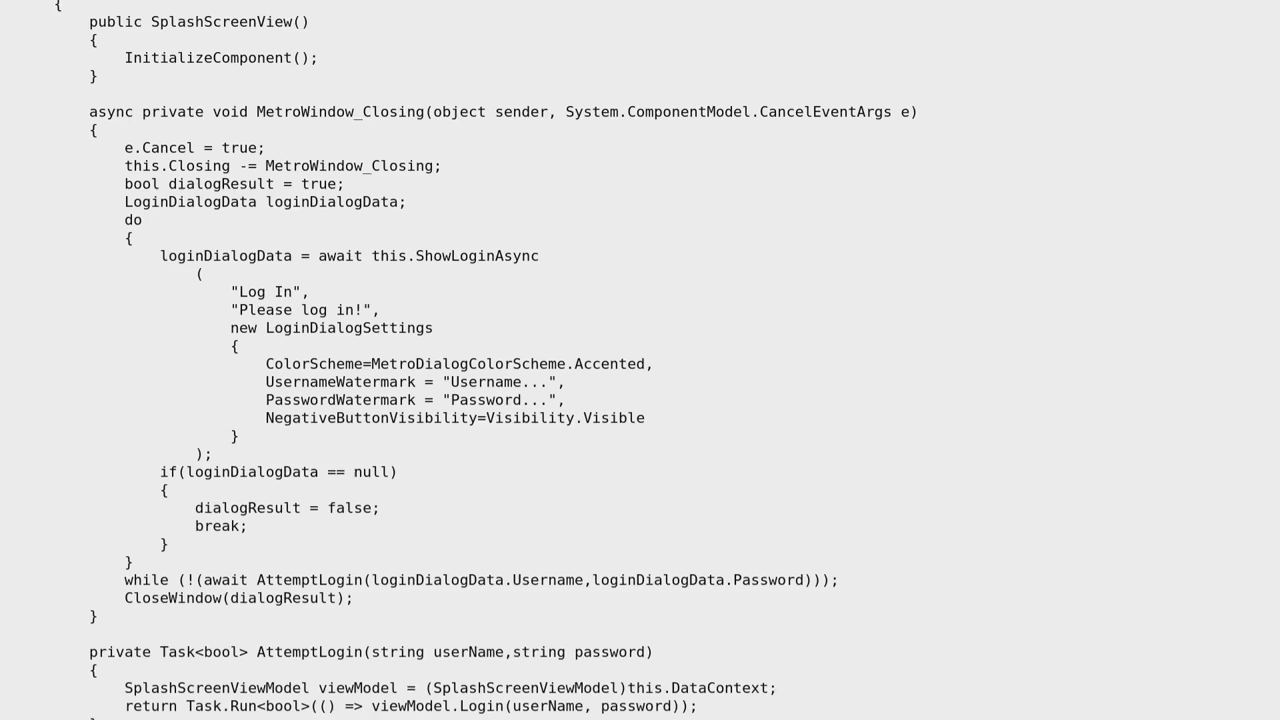 {
public SplashScreenView()
{
InitializeComponent();
}
async private void MetroWindow_Closing(object sender, System.ComponentModel.CancelEventArgs e)
{
e.Cancel = true;
this.Closing -= MetroWindow_Closing;
bool dialogResult = true;
LoginDialogData loginDialogData;
do
{
loginDialogData = await this.ShowLoginAsync
(
"Log In",
"Please log in!",
new LoginDialogSettings
{
ColorScheme=MetroDialogColorScheme.Accented,
UsernameWatermark = "Username...",
PasswordWatermark = "Password...",
NegativeButtonVisibility=Visibility.Visible
}
);
if(loginDialogData == null)
{
dialogResult = false;
break;
}
}
while (!(await AttemptLogin(loginDialogData.Username,loginDialogData.Password)));
CloseWindow(dialogResult);
}
private Task<bool> AttemptLogin(string userName,string password)
{
SplashScreenViewModel viewModel = (SplashScreenViewModel)this.DataContext;
return Task.Run<bool>(() => viewModel.Login(userName, password));